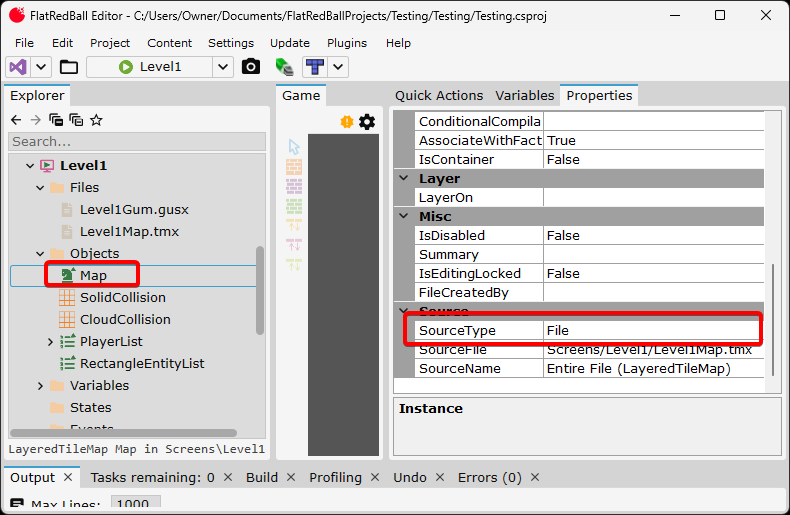 FlatRedBall Editor - C:/Users/Owner/Documents/FlatRedBallProjects/Testing/Testing/Testing.csproj
File Edit Project Content Settings Update Plugins Help
Level1
Explorer
Game
Quick Actions Variables Properties
Search...
Level1
Files
Level1Gum.gusx
Level1Map.tmx
Objects
Map
SolidCollision
CloudCollision
PlayerList
RectangleEntityList
Variables
States
Events
LayeredTileMap Map in Screens\Level1
ConditionalCompila
AssociateWithFact True
IsContainer False
Layer
LayerOn
Misc
IsDisabled False
Summary
IsEditingLocked False
FileCreatedBy
Source
SourceType File
SourceFile Screens/Level1/Level1Map.tmx
SourceName Entire File (LayeredTileMap)
Instance
Output Tasks remaining: 0 Build Profiling Undo Errors (0)
Max Lines: 1000